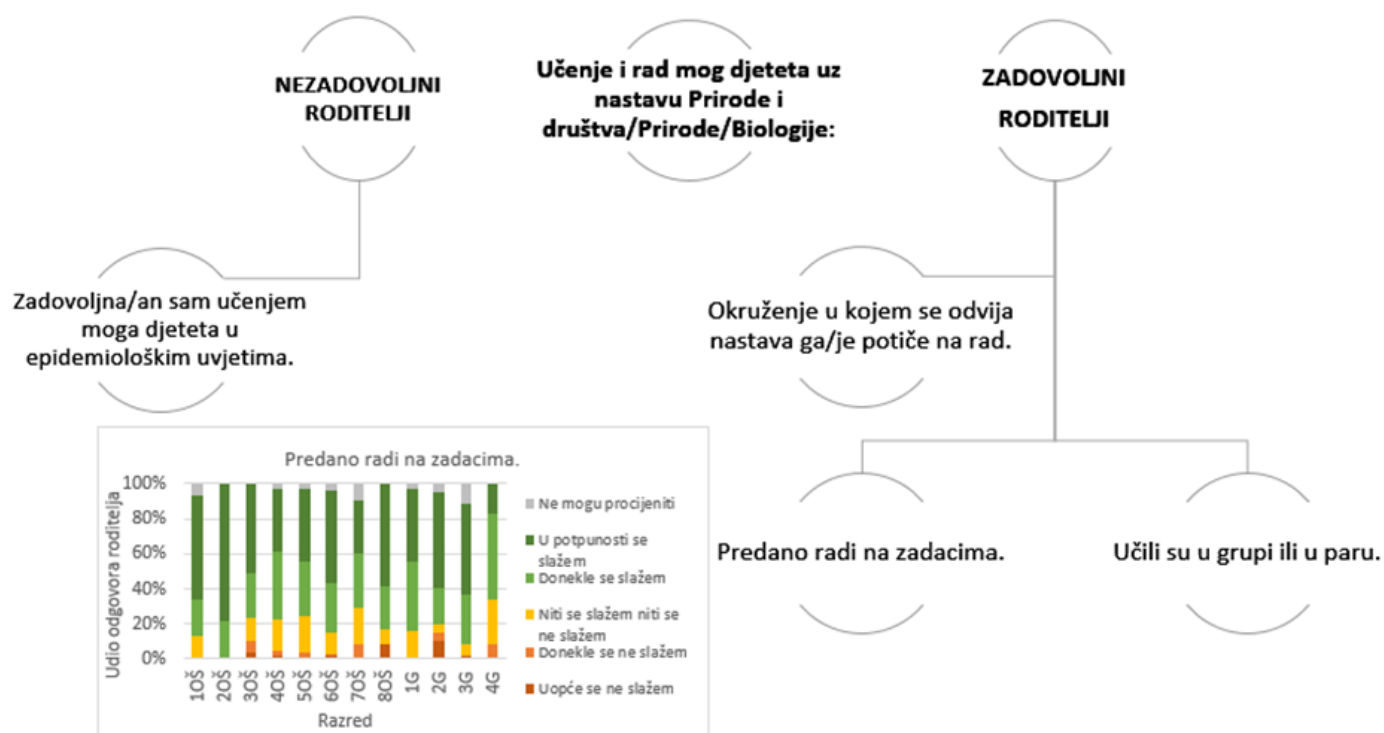 NEZADOVOLJNI
RODITELJI
Učenje i rad mog djeteta uz
nastavu Prirode i
društva/Prirode/Biologije:
ZADOVOLJNI
RODITELJI
Zadovoljna/an sam učenjem
moga djeteta u
epidemiološkim uvjetima.
Okruženje u kojem se odvija
nastava ga/je potiče na rad.
Predano radi na zadacima.
Učili su u grupi ili u paru.
Predano radi na zadacima.
Udio odgovora roditelja
100%
80%
60%
40%
20%
0%
1OŠ
2OŠ
3OŠ
4OŠ
5OŠ
6OŠ
7OŠ
8OŠ
1G
2G
3G
4G
Razred
Ne mogu procijeniti
U potpunosti se
slažem
Donekle se slažem
Niti se slažem niti se
ne slažem
Donekle se ne slažem
Uopće se ne slažem